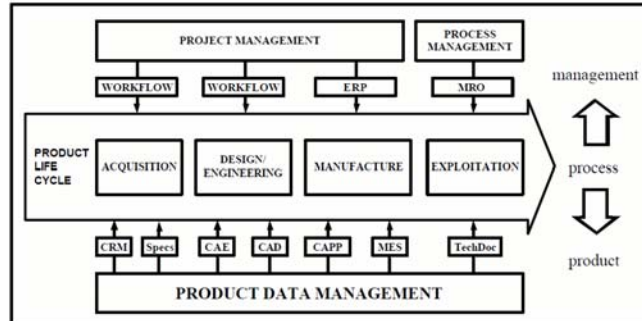 PROJECT MANAGEMENT
PROCESS
MANAGEMENT
management
WORKFLOW
WORKFLOW
ERP
MRO
PRODUCT
LIFE
CYCLE
ACQUISITION
DESIGN/
ENGINEERING
MANUFACTURE
EXPLOITATION
process
CRM
Specs
CAE
CAD
CAPP
MES
TechDoc
product
PRODUCT DATA MANAGEMENT